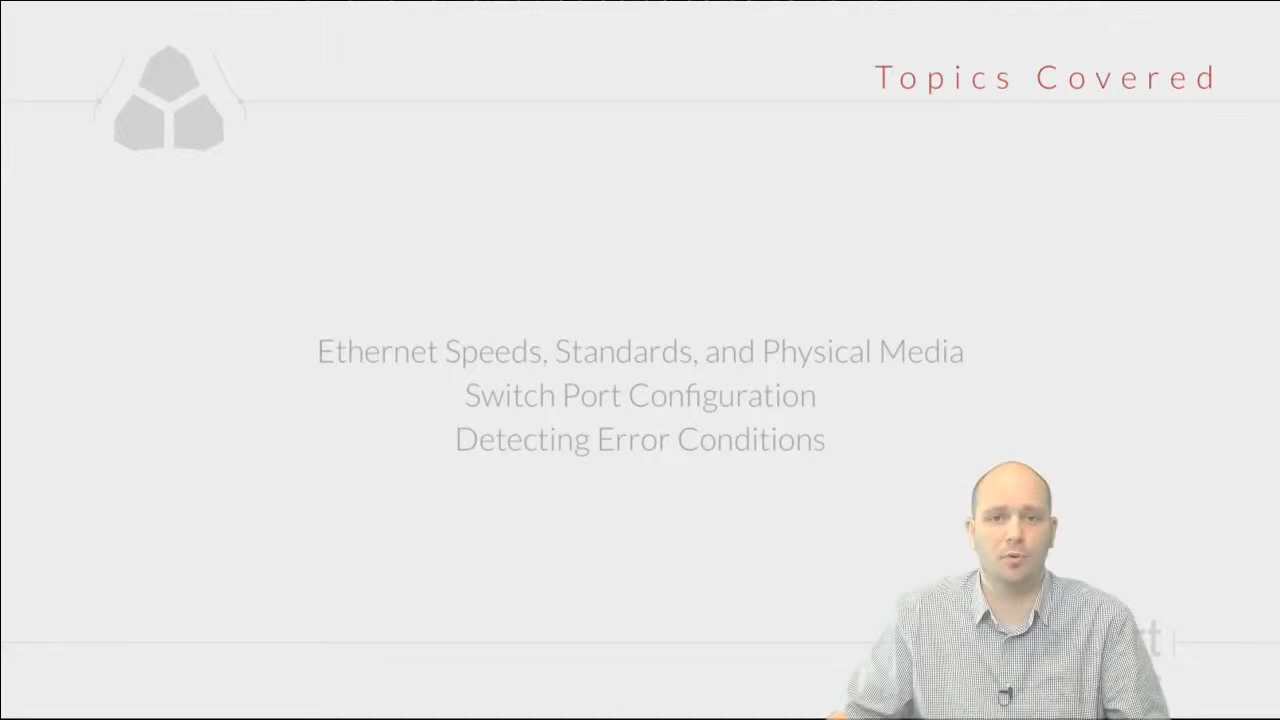 Topics Covered
Ethernet Speeds, Standards, and Physical Media
Switch Port Configuration
Detecting Error Conditions